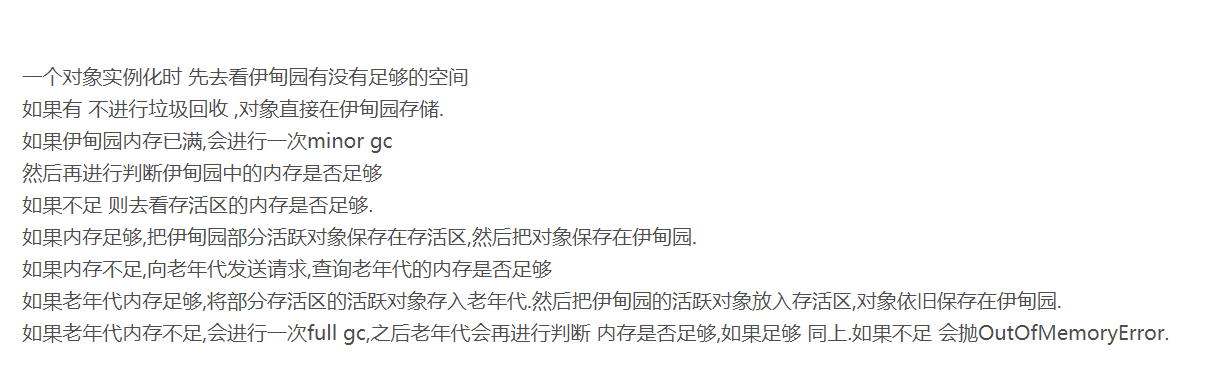 一个对象实例化时 先去看伊甸园有没有足够的空间
如果有 不进行垃圾回收 ,对象直接在伊甸园存储.
如果伊甸园内存已满,会进行一次minor gc
然后再进行判断伊甸园中的内存是否足够
如果不足 则去看存活区的内存是否足够.
如果内存足够,把伊甸园部分活跃对象保存在存活区,然后把对象保存在伊甸园.
如果内存不足,向老年代发送请求,查询老年代的内存是否足够
如果老年代内存足够,将部分存活区的活跃对象存入老年代.然后把伊甸园的活跃对象放入存活区,对象依旧保存在伊甸园.
如果老年代内存不足,会进行一次full gc,之后老年代会再进行判断 内存是否足够,如果足够 同上.如果不足 会抛OutOfMemoryError.